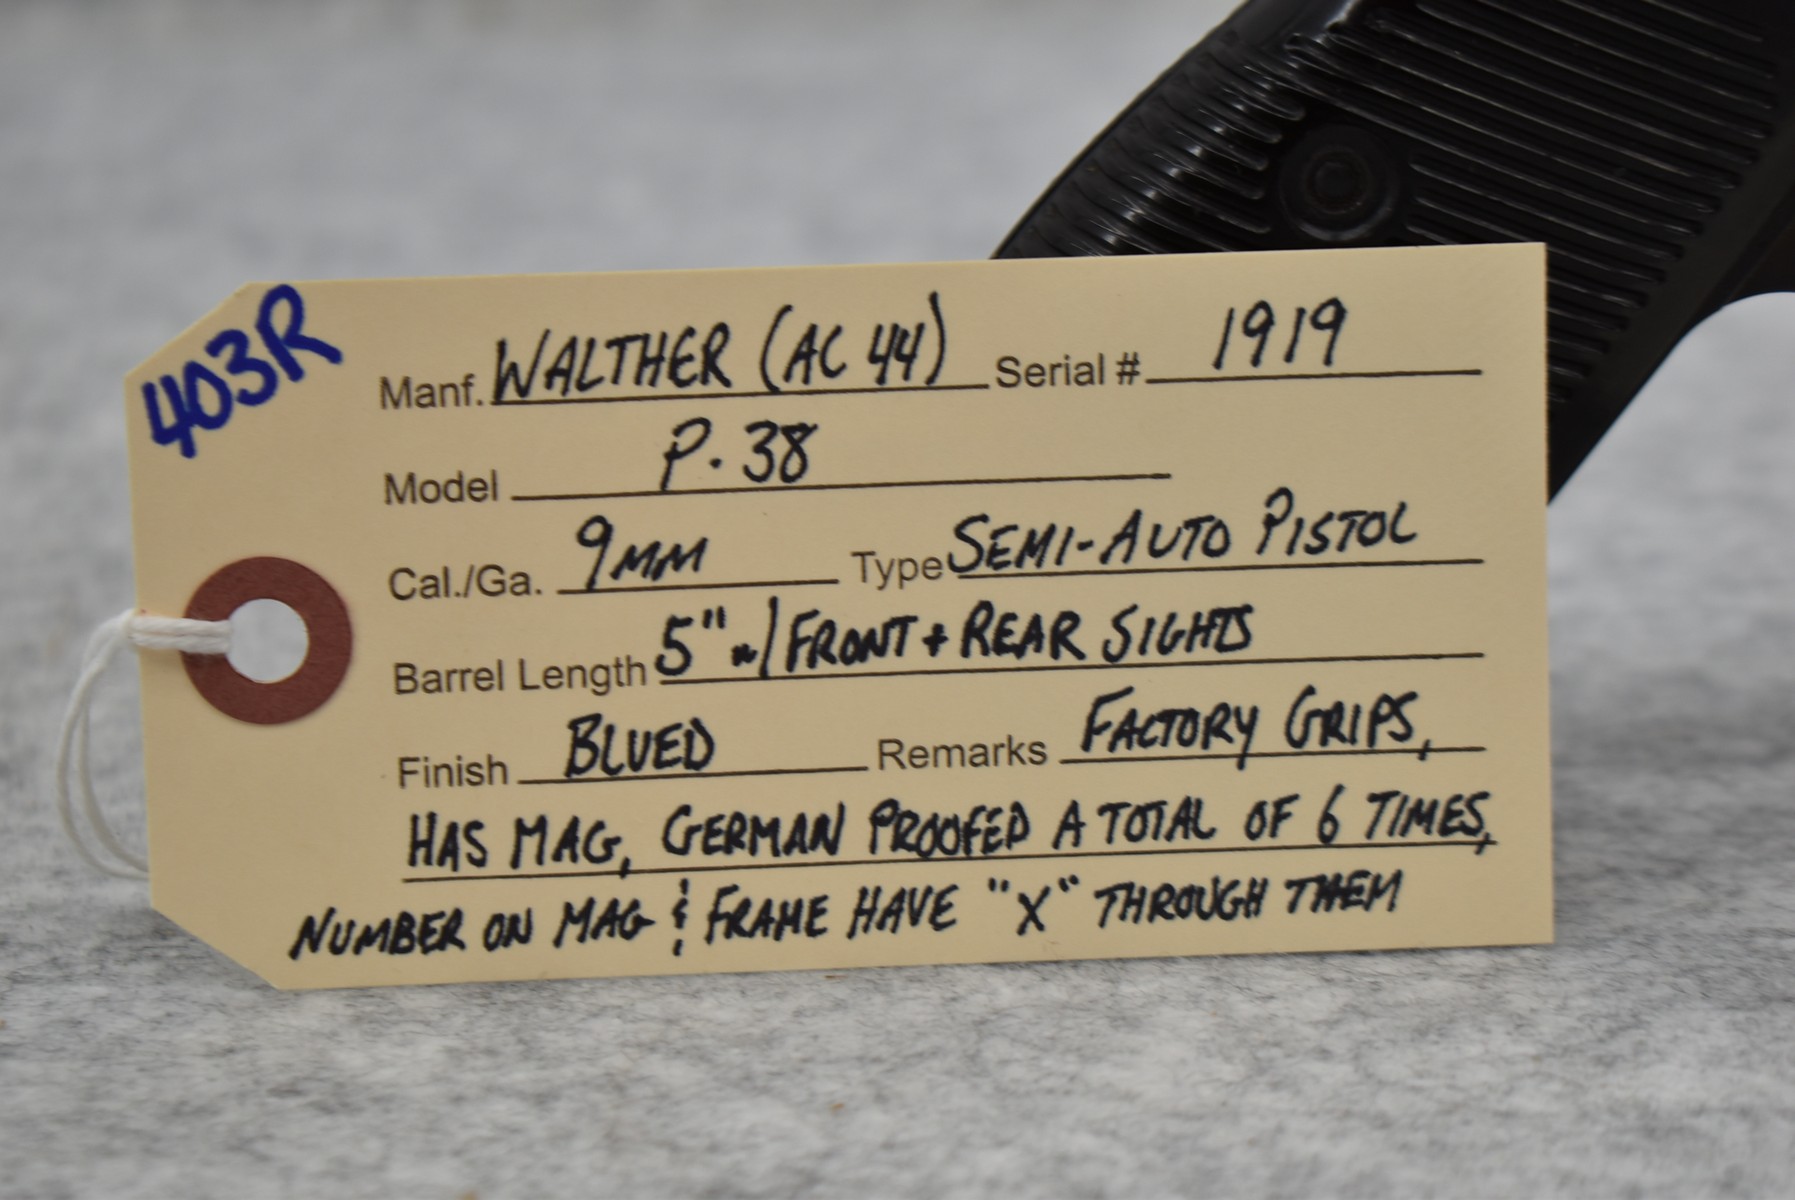 403R
Manf. WALTHER (AC 44) Serial # 1919
Model P.38
Cal./Ga. 9MM Type SEMI-AUTO PISTOL
Barrel Length 5" w/ FRONT + REAR SIGHTS
Finish BLUED Remarks FACTORY GRIPS,
HAS MAG, GERMAN PROOFED A TOTAL OF 6 TIMES,
NUMBER ON MAG & FRAME HAVE "X" THROUGH THEM